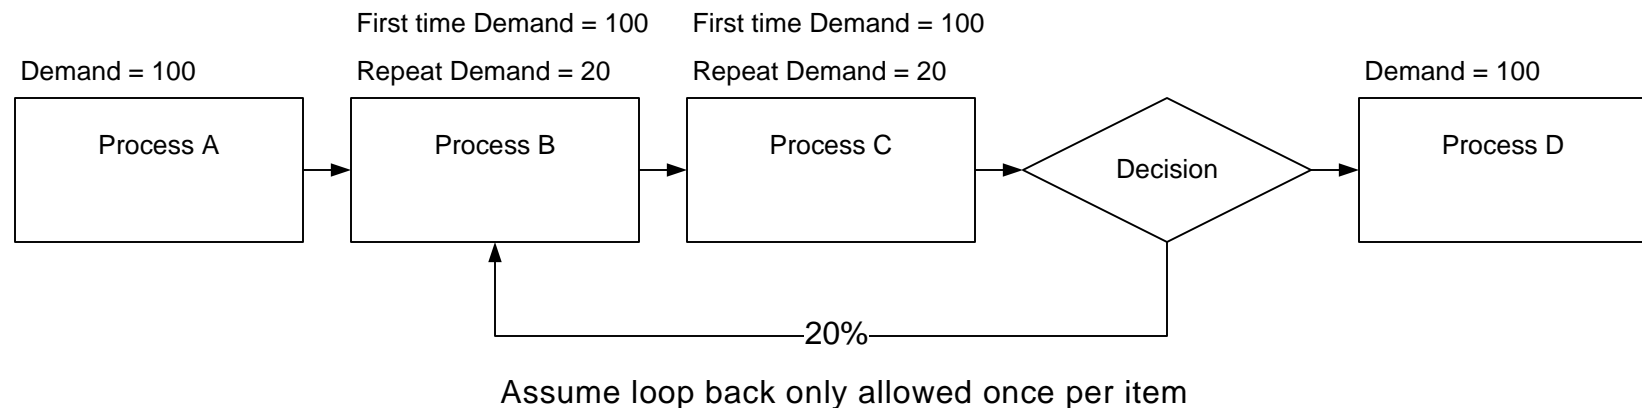 First time Demand = 100
First time Demand = 100
Demand = 100
Repeat Demand = 20
Repeat Demand = 20
Demand = 100
Process A
Process B
Process C
Decision
Process D
20%
Assume loop back only allowed once per item